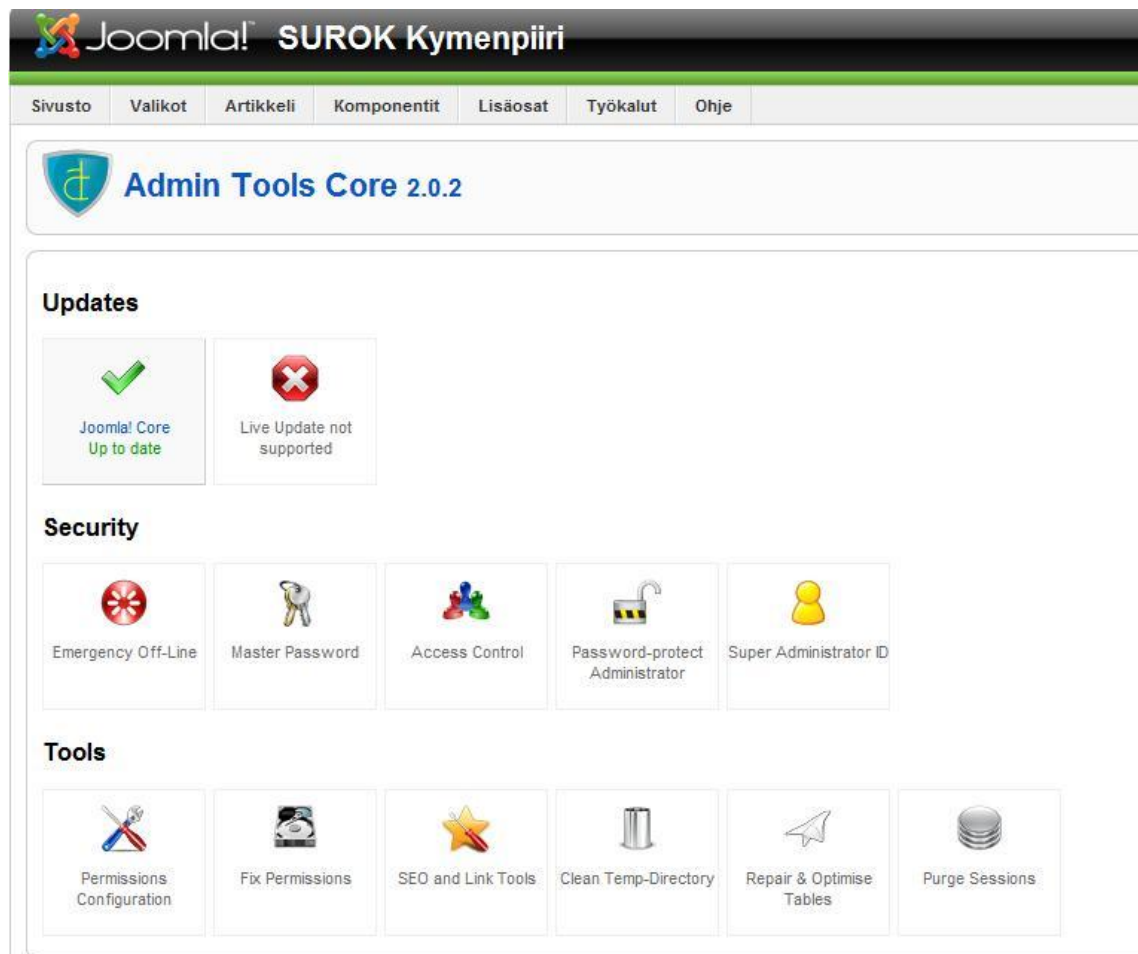 Joomla!™ SUROK Kymenpiiri
Sivusto Valikot Artikkeli Komponentit Lisäosat Työkalut Ohje
Admin Tools Core 2.0.2
Updates
Joomla! Core
Up to date
Live Update not
supported
Security
Emergency Off-Line
Master Password
Access Control
Password-protect
Administrator
Super Administrator ID
Tools
Permissions
Configuration
Fix Permissions
SEO and Link Tools
Clean Temp-Directory
Repair & Optimise
Tables
Purge Sessions